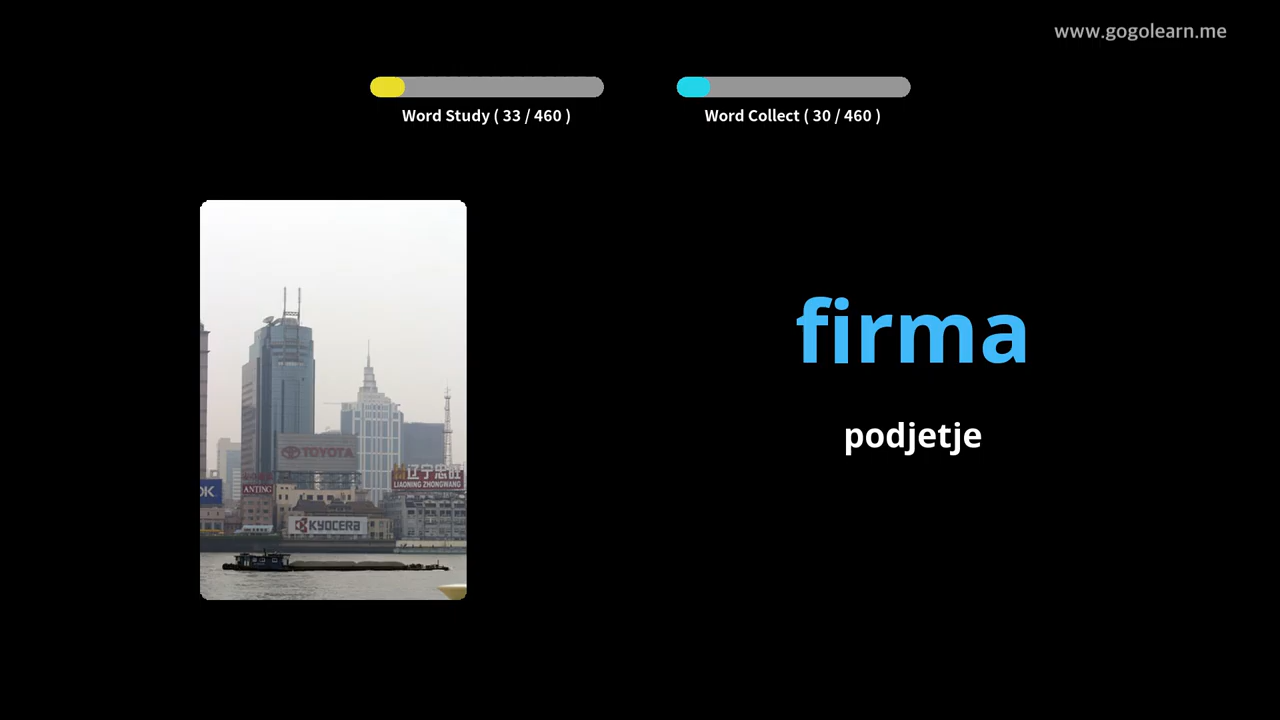 www.gogolearn.me
Word Study ( 33 / 460 )
Word Collect ( 30 / 460 )
firma
podjetje
TOYOTA
辽宁忠旺
LIAONING ZHONGWANG
OK
ANTING
KYOCERA